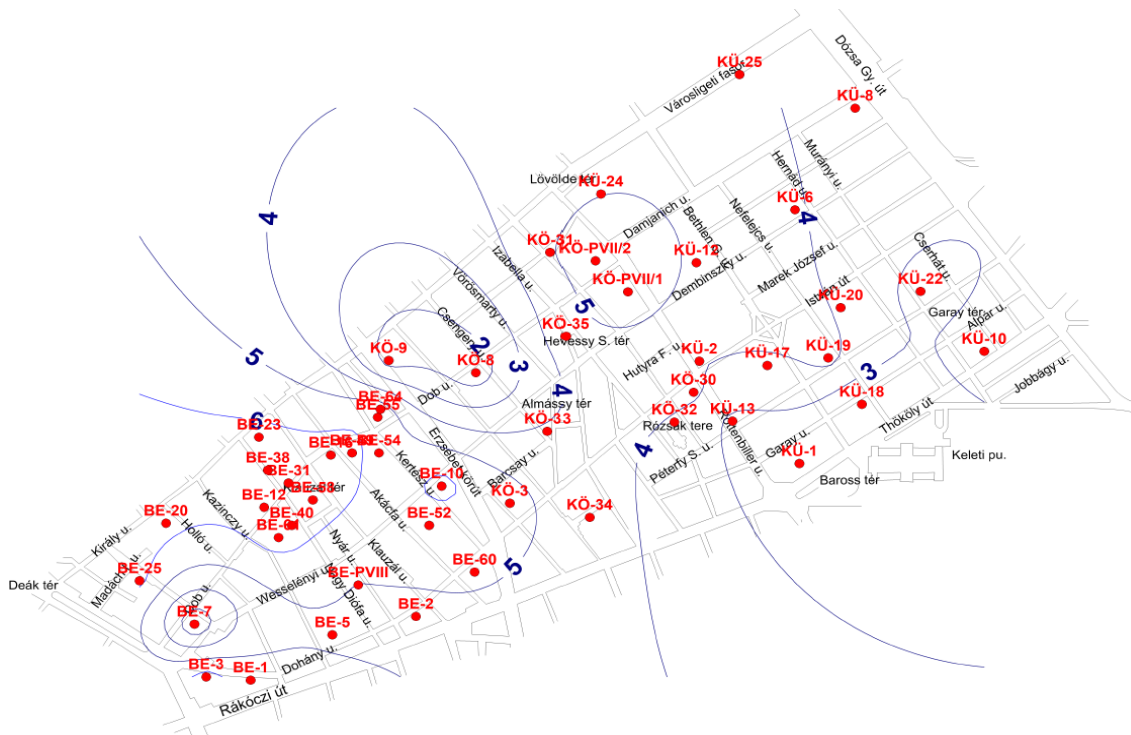 Dózsa Gy. út
KÜ-25
Városligeti fasor
KÜ-8
Murányi u.
Hernád u.
Lövölde tér
KÜ-24
KÜ-6
4
4
Damjanich u.
Nefelejcs u.
Bethlen G. u.
KÖ-31
Izabella u.
KÖ-PVII/2
KÜ-12
Dembinszky u.
Marek József u.
Cserhát u.
KÖ-PVII/1
KÜ-22
István út
KÜ-20
5
Vörösmarty u.
Csengery u.
Garay tér
Alpár u.
KÖ-35
Hevessy S. tér
2
KÖ-9
KÖ-8
3
Hutyra F. u.
KÜ-2
KÜ-17
KÜ-19
KÜ-10
5
3
Jobbágy u.
Dob u.
4
KÖ-30
BE-64
BE-55
Almássy tér
KÖ-33
KÖ-32
Rózsák tere
KÜ-13
Rottenbiller u.
KÜ-18
Thököly út
6
BE-23
Erzsébet körút
Garay u.
BE-54
BE-38
BE-31
Kertész u.
BE-10
Barcsay u.
4
Péterfy S. u.
KÜ-1
Keleti pu.
Baross tér
Kazinczy u.
BE-12
KÖ-3
KÖ-34
BE-20
BE-40
Akácfa u.
BE-52
Király u.
Holló u.
Nyár u.
Klauzál u.
5
BE-60
Madách u.
BE-25
Deák tér
Wesselényi u.
BE-PVIII
Nagy Diófa u.
Dob u.
BE-7
BE-2
BE-5
Dohány u.
BE-3
BE-1
Rákóczi út